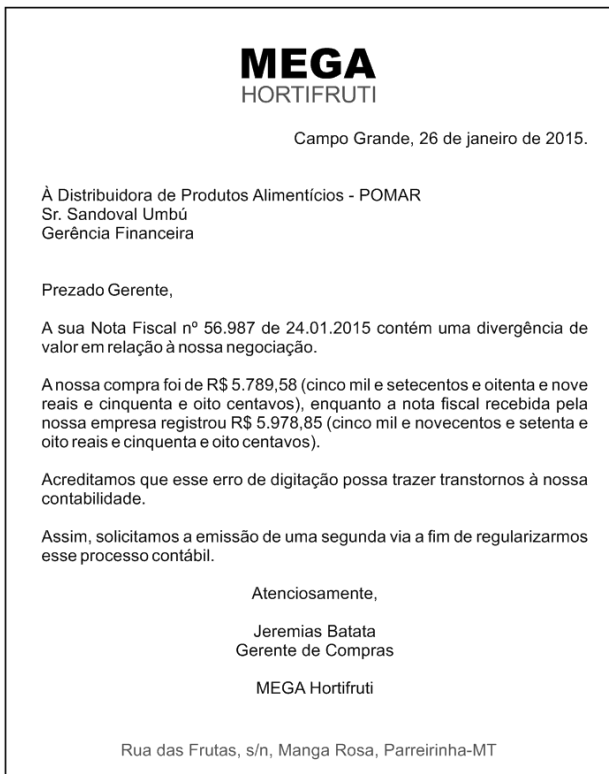 MEGA
HORTIFRUTI
Campo Grande, 26 de janeiro de 2015.
À Distribuidora de Produtos Alimentícios - POMAR
Sr. Sandoval Umbú
Gerência Financeira
Prezado Gerente,
A sua Nota Fiscal nº 56.987 de 24.01.2015 contém uma divergência de
valor em relação à nossa negociação.
A nossa compra foi de R$ 5.789,58 (cinco mil e setecentos e oitenta e nove
reais e cinquenta e oito centavos), enquanto a nota fiscal recebida pela
nossa empresa registrou R$ 5.978,85 (cinco mil e novecentos e setenta e
oito reais e cinquenta e oito centavos).
Acreditamos que esse erro de digitação possa trazer transtornos à nossa
contabilidade.
Assim, solicitamos a emissão de uma segunda via a fim de regularizarmos
esse processo contábil.
Atenciosamente,
Jeremias Batata
Gerente de Compras
MEGA Hortifruti
Rua das Frutas, s/n, Manga Rosa, Parreirinha-MT